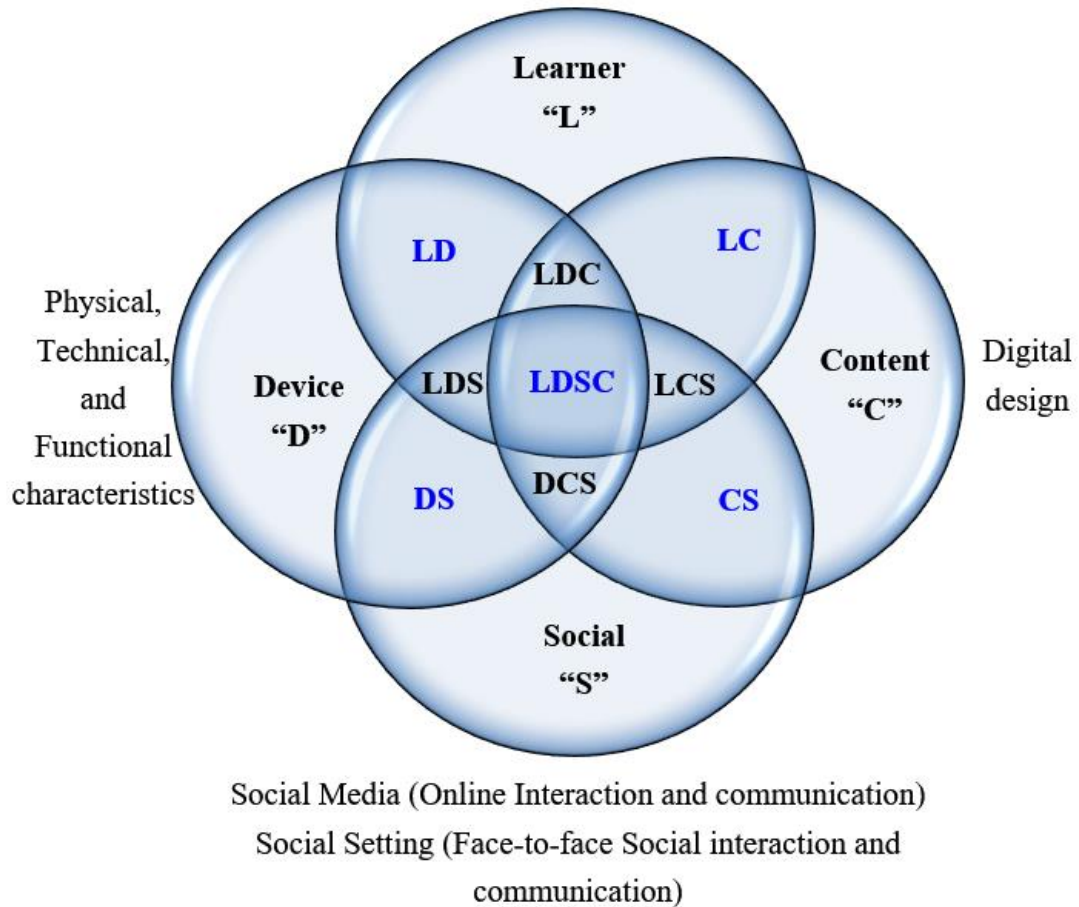 Learner
“L”
LD
LC
LDC
Physical,
Technical,
and
Functional
characteristics
Device
“D”
LDS
LDSC
LCS
Content
“C”
Digital
design
DS
DCS
CS
Social
“S”
Social Media (Online Interaction and communication)
Social Setting (Face-to-face Social interaction and
communication)